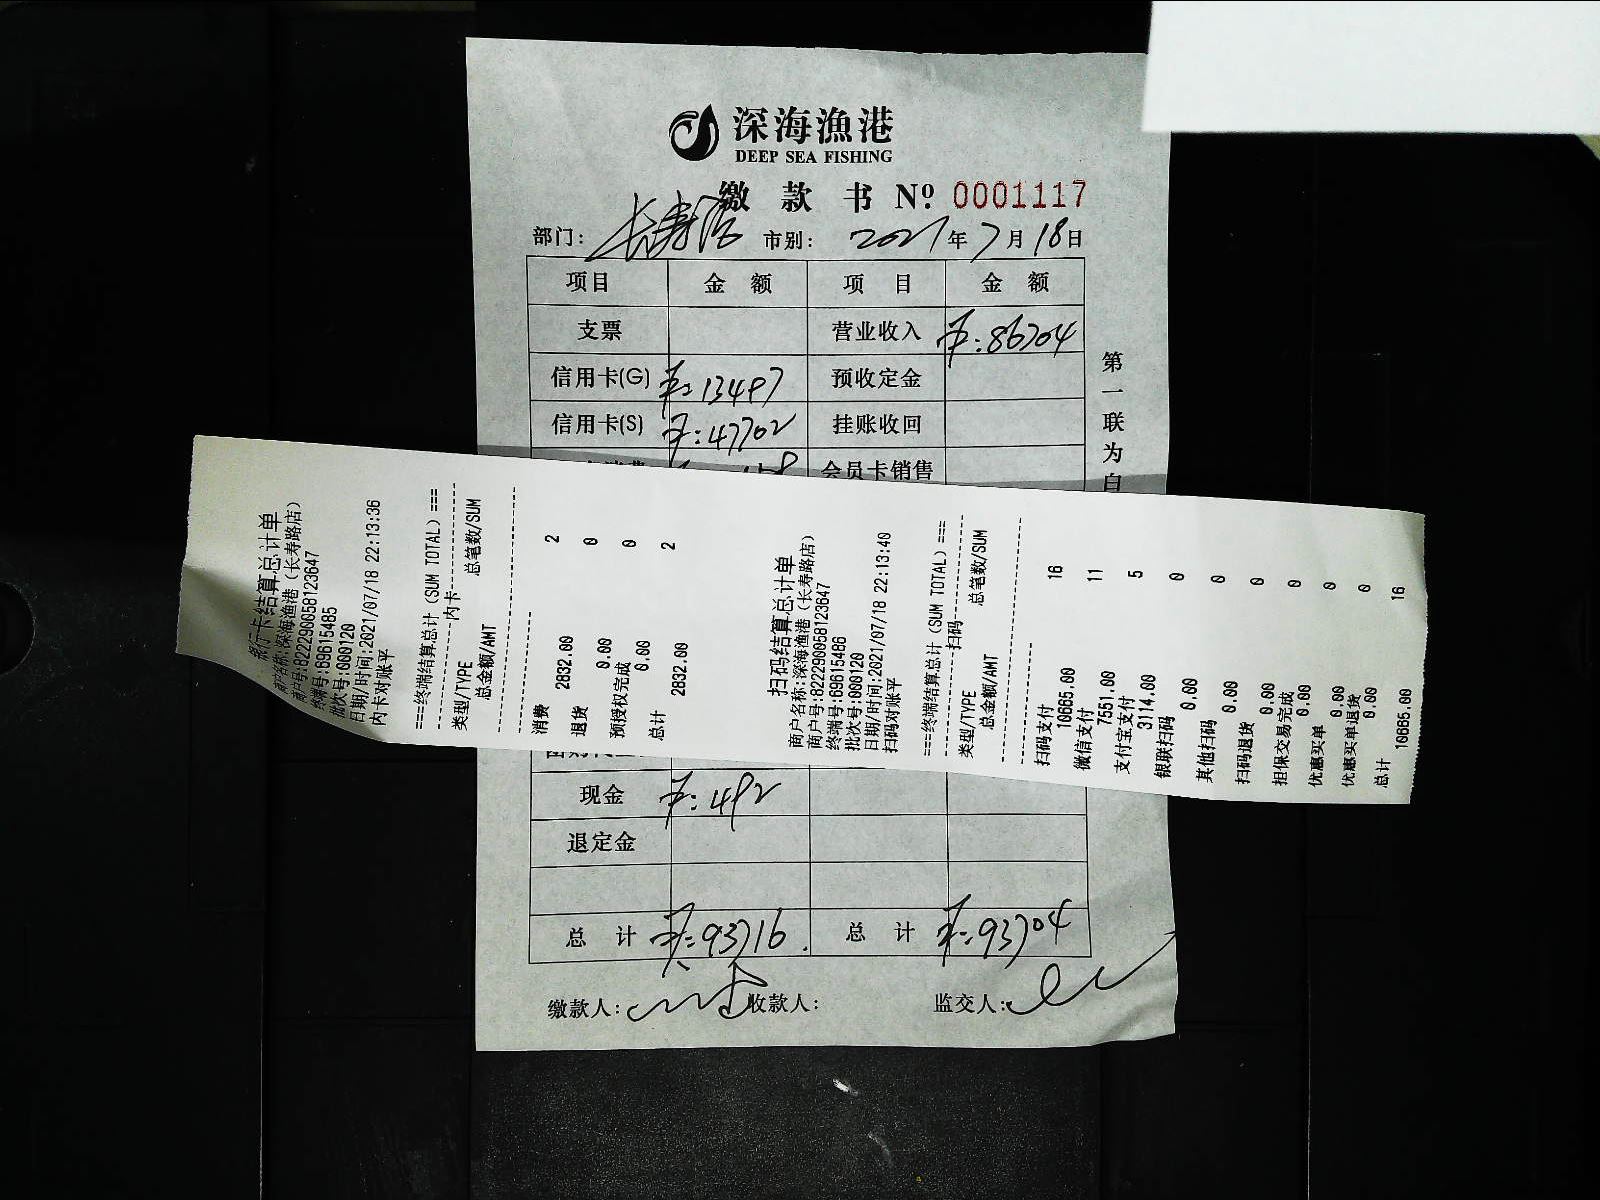 深海漁港
DEEP SEA FISHING
缴款书 Nº 0001117
部门: 长寿店 市别: 2021年7月18日
项目 金额 项目 金额
支票 营业收入 ¥:86704
信用卡(G) ¥:13497 预收定金
信用卡(S) ¥:47702 挂账收回
会员卡销售
现金 ¥:492
退定金
总计 ¥:93716 总计 ¥:93704
缴款人: 收款人: 监交人:
第一联为白
银行卡结算总计单
商户名称:深海渔港(长寿路店)
商户号:822290058123647
终端号:69615485
批次号:000120
日期/时间:2021/07/18 22:13:36
内卡对账平
===终端结算总计(SUM TOTAL)===
内卡
类型/TYPE 总笔数/SUM
总金额/AMT
消费 2
2832.00
退货 0
0.00
预授权完成 0
0.00
总计 2
2832.00
扫码结算总计单
商户名称:深海渔港(长寿路店)
商户号:822290058123647
终端号:69615486
批次号:000120
日期/时间:2021/07/18 22:13:40
扫码对账平
===终端结算总计(SUM TOTAL)===
扫码
类型/TYPE 总笔数/SUM
总金额/AMT
扫码支付 16
10665.00
微信支付 11
7551.00
支付宝支付 5
3114.00
银联扫码 0
0.00
其他扫码 0
0.00
扫码退货 0
0.00
担保交易完成 0
0.00
优惠买单 0
0.00
优惠买单退货 0
0.00
总计 16
10665.00